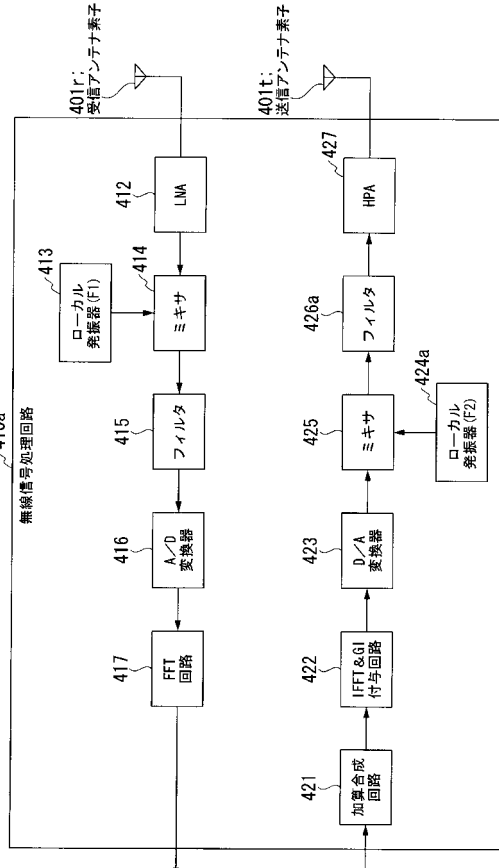 410a
無線信号処理回路
401r;
受信アンテナ素子
412
LNA
413
ローカル
発振器(F1)
414
ミキサ
415
フィルタ
416
A/D
変換器
417
FFT
回路
401t;
送信アンテナ素子
427
HPA
426a
フィルタ
425
ミキサ
424a
ローカル
発振器(F2)
423
D/A
変換器
422
IFFT&GI
付与回路
421
加算合成
回路